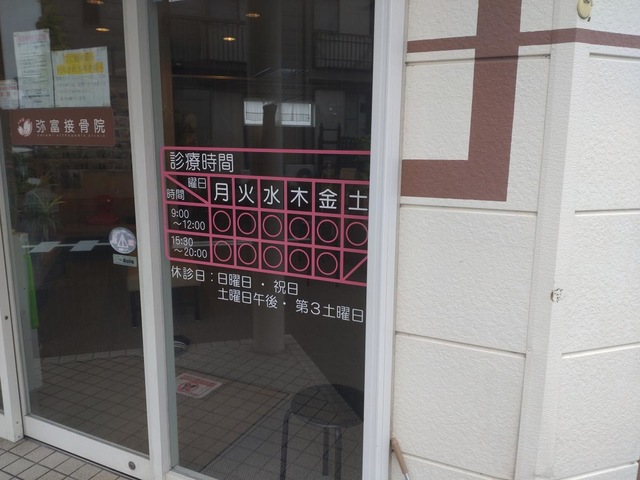 弥富接骨院
診療時間
曜日 月 火 水 木 金 土
時間
9:00
～12:00 ○ ○ ○ ○ ○ ○
15:30
～20:00 ○ ○ ○ ○ ○ ／
休診日：日曜日・祝日
土曜日午後・第3土曜日